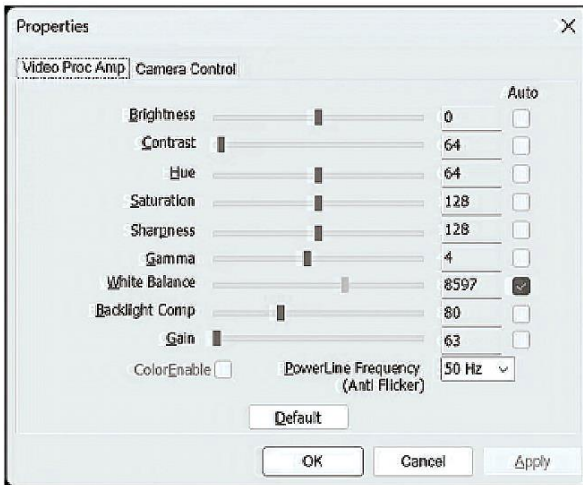 Properties
Video Proc Amp Camera Control
Auto
Brightness 0
Contrast 64
Hue 64
Saturation 128
Sharpness 128
Gamma 4
White Balance 8597
Backlight Comp 80
Gain 63
ColorEnable PowerLine Frequency 50 Hz
(Anti Flicker)
Default
OK Cancel Apply